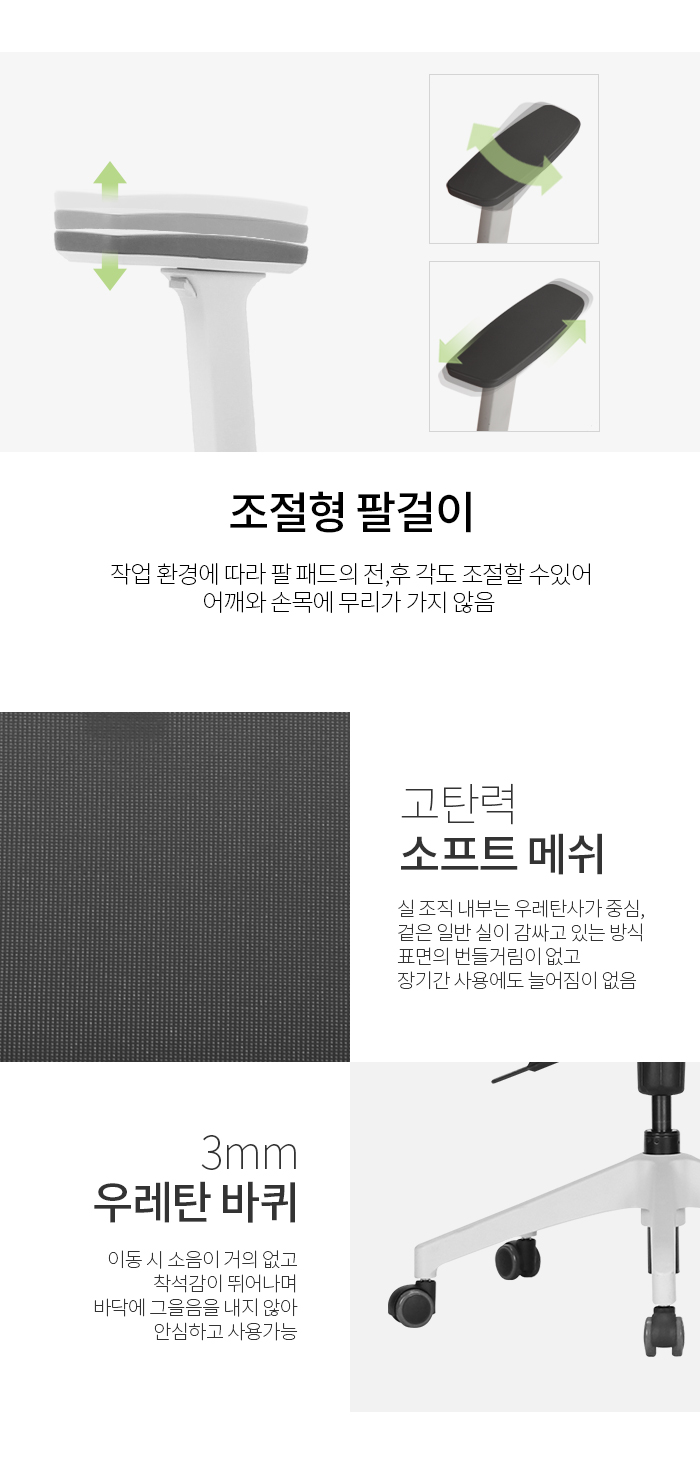 조절형 팔걸이
작업 환경에 따라 팔 패드의 전,후 각도 조절할 수있어
어깨와 손목에 무리가 가지 않음
고탄력
소프트 메쉬
실 조직 내부는 우레탄사가 중심,
겉은 일반 실이 감싸고 있는 방식
표면의 번들거림이 없고
장기간 사용에도 늘어짐이 없음
3mm
우레탄 바퀴
이동 시 소음이 거의 없고
착석감이 뛰어나며
바닥에 그을음을 내지 않아
안심하고 사용가능